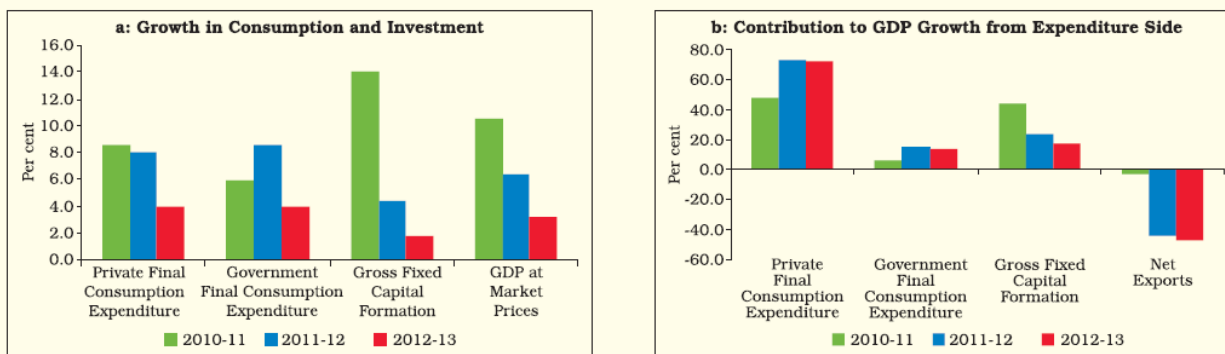 a: Growth in Consumption and Investment
Per cent
16.0
14.0
12.0
10.0
8.0
6.0
4.0
2.0
0.0
Private Final
Consumption
Expenditure
Government
Final Consumption
Expenditure
Gross Fixed
Capital
Formation
GDP at
Market
Prices
2010-11 2011-12 2012-13
b: Contribution to GDP Growth from Expenditure Side
Per cent
80.0
60.0
40.0
20.0
0.0
-20.0
-40.0
-60.0
Private
Final
Consumption
Expenditure
Government
Final
Consumption
Expenditure
Gross Fixed
Capital
Formation
Net
Exports
2010-11 2011-12 2012-13